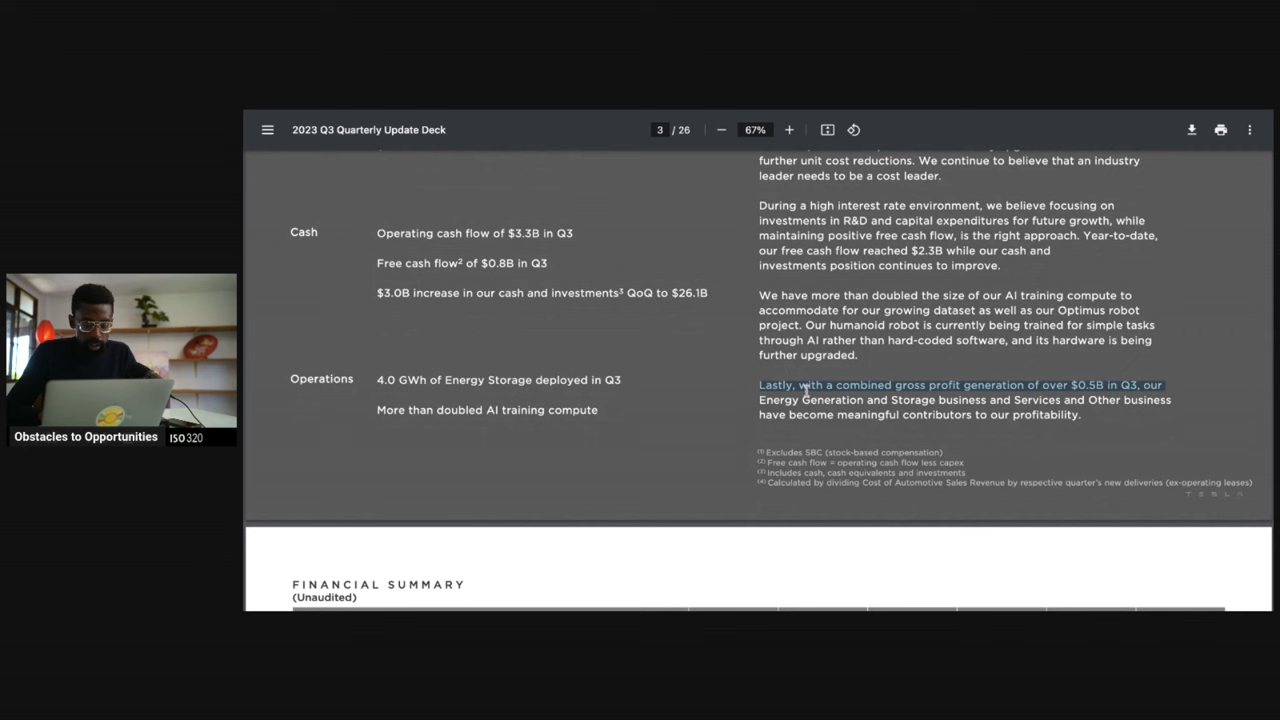 2023 Q3 Quarterly Update Deck
3 / 26
67%
further unit cost reductions. We continue to believe that an industry
leader needs to be a cost leader.
Cash
Operating cash flow of $3.3B in Q3
Free cash flow² of $0.8B in Q3
$3.0B increase in our cash and investments³ QoQ to $26.1B
During a high interest rate environment, we believe focusing on
investments in R&D and capital expenditures for future growth, while
maintaining positive free cash flow, is the right approach. Year-to-date,
our free cash flow reached $2.3B while our cash and
investments position continues to improve.
We have more than doubled the size of our AI training compute to
accommodate for our growing dataset as well as our Optimus robot
project. Our humanoid robot is currently being trained for simple tasks
through AI rather than hard-coded software, and its hardware is being
further upgraded.
Operations
4.0 GWh of Energy Storage deployed in Q3
More than doubled AI training compute
Lastly, with a combined gross profit generation of over $0.5B in Q3, our
Energy Generation and Storage business and Services and Other business
have become meaningful contributors to our profitability.
(1) Excludes SBC (stock-based compensation)
(2) Free cash flow = operating cash flow less capex
(3) Includes cash, cash equivalents and investments
(4) Calculated by dividing Cost of Automotive Sales Revenue by respective quarter's new deliveries (ex-operating leases)
TESLA
FINANCIAL SUMMARY
(Unaudited)
Obstacles to Opportunities
ISO320